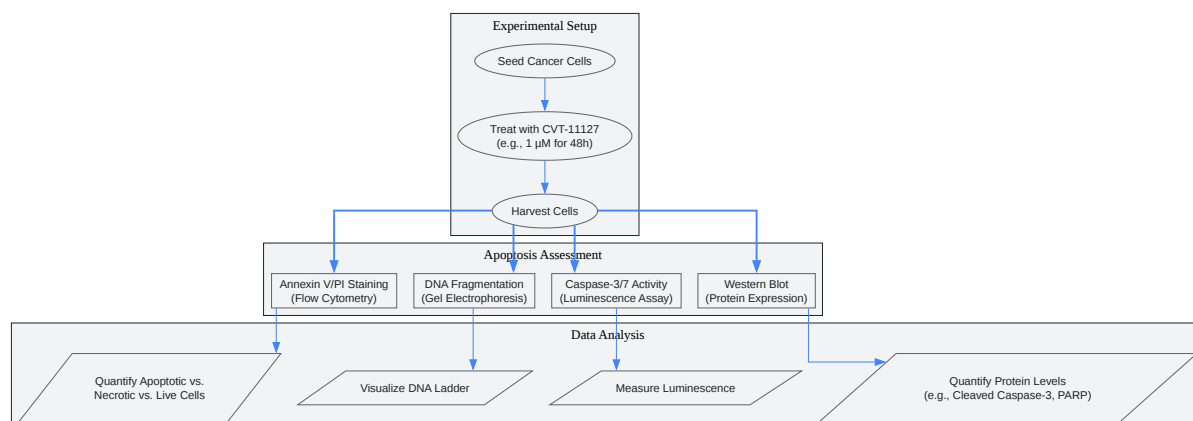 Experimental Setup
Seed Cancer Cells
Treat with CVT-11127
(e.g., 1 µM for 48h)
Harvest Cells
Apoptosis Assessment
Annexin V/PI Staining
(Flow Cytometry)
DNA Fragmentation
(Gel Electrophoresis)
Caspase-3/7 Activity
(Luminescence Assay)
Western Blot
(Protein Expression)
Data Analysis
Quantify Apoptotic vs.
Necrotic vs. Live Cells
Visualize DNA Ladder
Measure Luminescence
Quantify Protein Levels
(e.g., Cleaved Caspase-3, PARP)